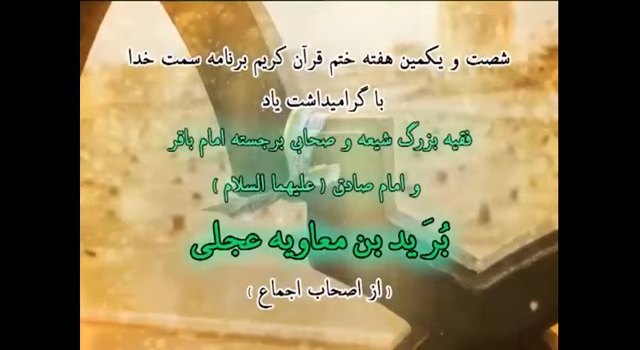 شصت و یکمین هفته ختم قرآن کریم برنامه سمت خدا
با گرامیداشت یاد
فقیه بزرگ شیعه و صحابی برجسته امام باقر
و امام صادق ( علیهما السلام )
بُرَید بن معاویه عجلی
( از اصحاب اجماع )